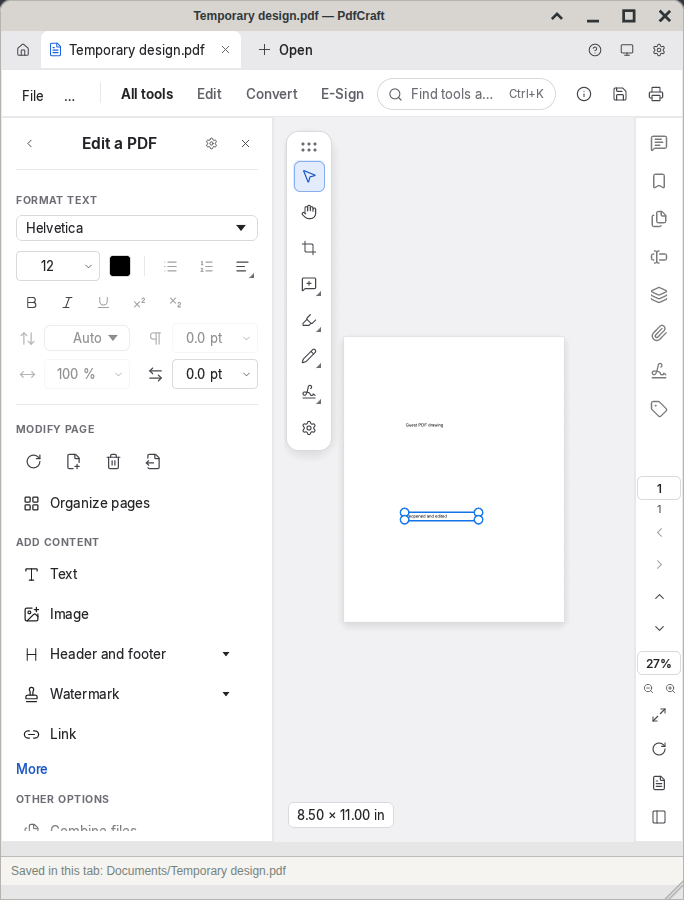 Temporary design.pdf — PdfCraft
Temporary design.pdf
Open
File
...
All tools
Edit
Convert
E-Sign
Find tools a...
Ctrl+K
Edit a PDF
FORMAT TEXT
Helvetica
12
Auto
0.0 pt
100 %
0.0 pt
MODIFY PAGE
Organize pages
ADD CONTENT
Text
Image
Header and footer
Watermark
Link
More
OTHER OPTIONS
Combine files
Guest PDF drawing
and edited
8.50 × 11.00 in
1
1
27%
Saved in this tab: Documents/Temporary design.pdf